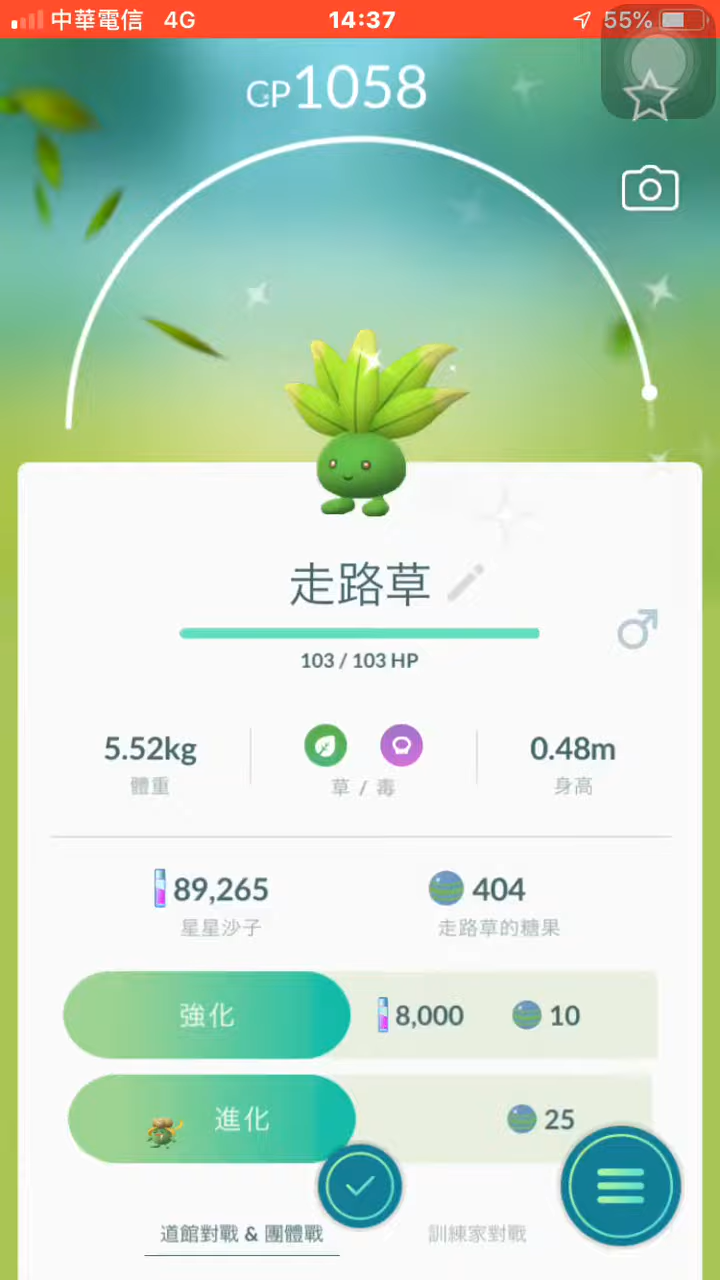 中華電信 4G 14:37 55%
CP1058
走路草
103 / 103 HP
5.52kg 0.48m
體重 草 / 毒 身高
89,265 404
星星沙子 走路草的糖果
強化 8,000 10
進化 25
道館對戰 & 團體戰 訓練家對戰